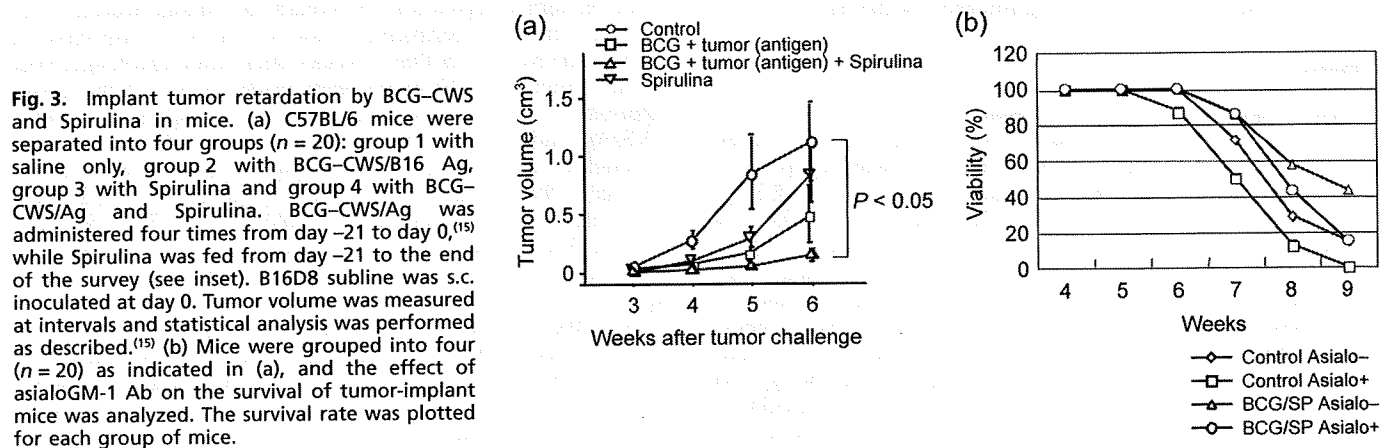 Fig. 3. Implant tumor retardation by BCG–CWS
and Spirulina in mice. (a) C57BL/6 mice were
separated into four groups (n = 20): group 1 with
saline only, group 2 with BCG–CWS/B16 Ag,
group 3 with Spirulina and group 4 with BCG–
CWS/Ag and Spirulina. BCG–CWS/Ag was
administered four times from day –21 to day 0,(15)
while Spirulina was fed from day –21 to the end
of the survey (see inset). B16D8 subline was s.c.
inoculated at day 0. Tumor volume was measured
at intervals and statistical analysis was performed
as described.(15) (b) Mice were grouped into four
(n = 20) as indicated in (a), and the effect of
asialoGM-1 Ab on the survival of tumor-implant
mice was analyzed. The survival rate was plotted
for each group of mice.
(a)
Control
BCG + tumor (antigen)
BCG + tumor (antigen) + Spirulina
Spirulina
Tumor volume (cm³)
1.5
1.0
0.5
0
P < 0.05
3 4 5 6
Weeks after tumor challenge
(b)
Viability (%)
120
100
80
60
40
20
0
4 5 6 7 8 9
Weeks
Control Asialo–
Control Asialo+
BCG/SP Asialo–
BCG/SP Asialo+